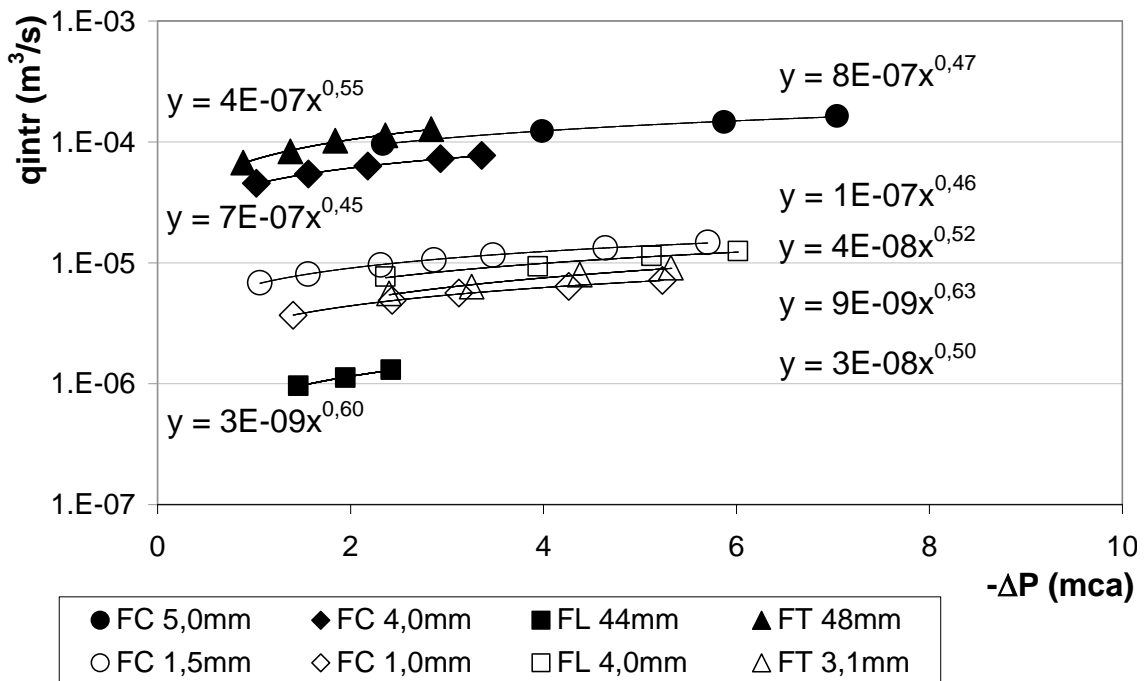 qintr (m³/s)
1.E-03
1.E-04
1.E-05
1.E-06
1.E-07
y = 4E-07x^0,55
y = 8E-07x^0,47
y = 7E-07x^0,45
y = 1E-07x^0,46
y = 4E-08x^0,52
y = 9E-09x^0,63
y = 3E-08x^0,50
y = 3E-09x^0,60
0 2 4 6 8 10
-ΔP (mca)
FC 5,0mm FC 4,0mm FL 44mm FT 48mm
FC 1,5mm FC 1,0mm FL 4,0mm FT 3,1mm